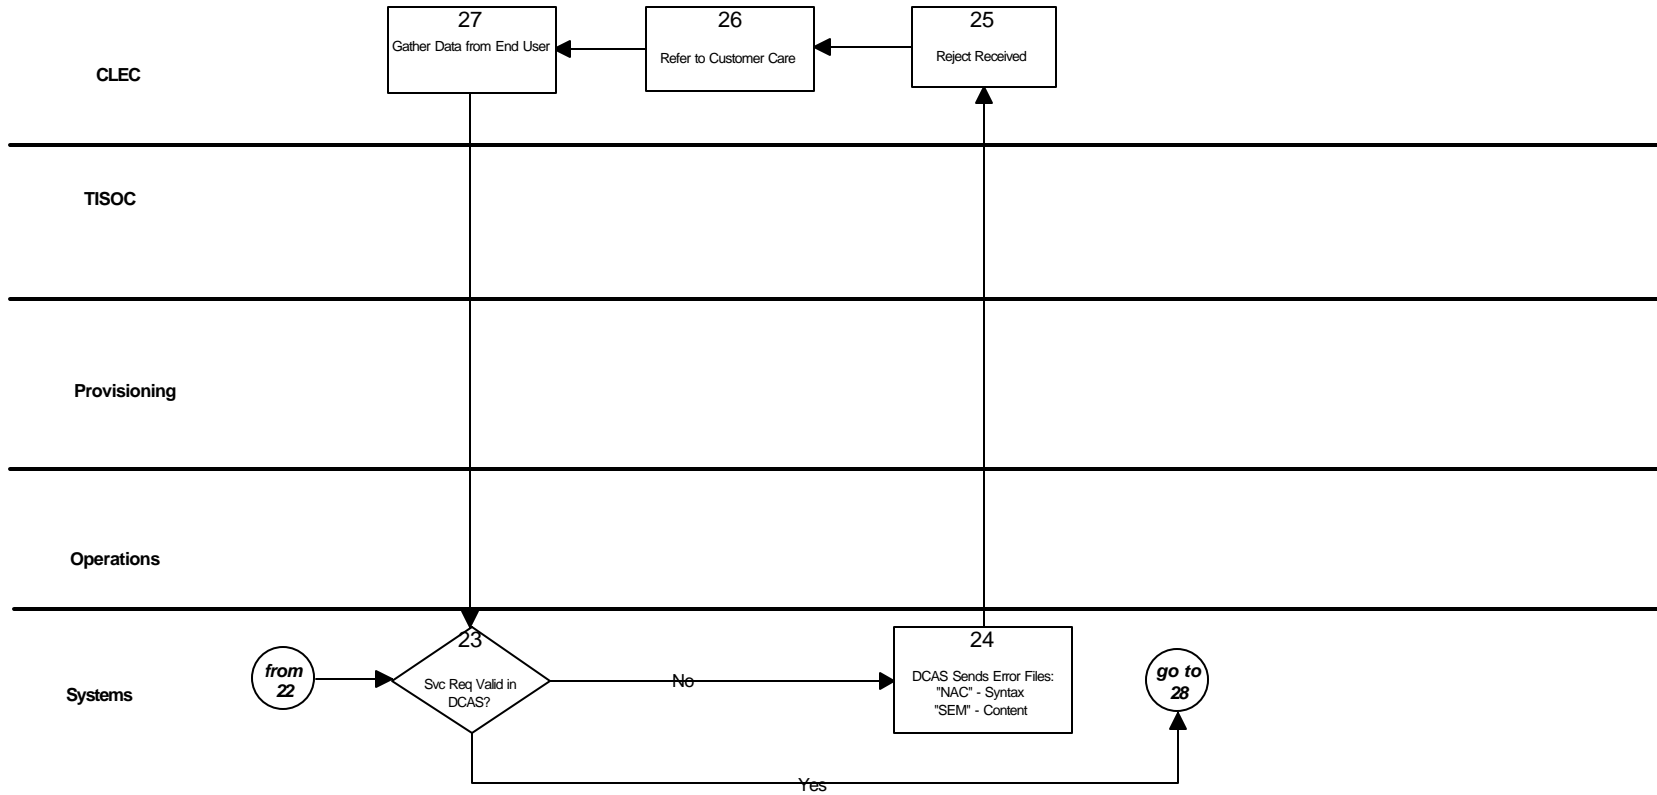 27
Gather Data from End User
26
Refer to Customer Care
25
Reject Received
CLEC
TISOC
Provisioning
Operations
Systems
from
22
23
Svc Req Valid in
DCAS?
No
24
DCAS Sends Error Files:
"NAC" - Syntax
"SEM" - Content
go to
28
Yes